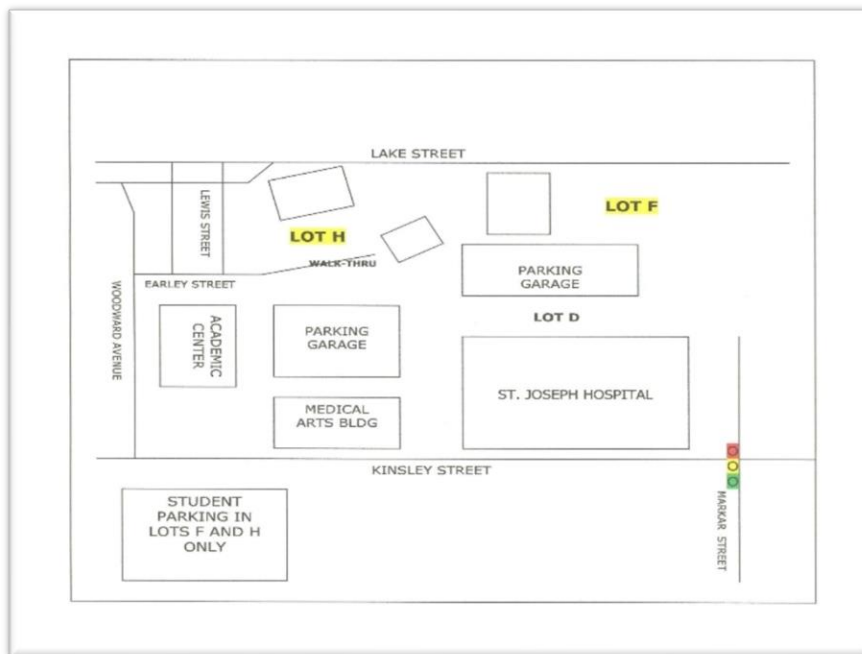 LAKE STREET
LEWIS STREET
LOT H
LOT F
WALK-THRU
EARLEY STREET
WOODWARD AVENUE
PARKING
GARAGE
LOT D
ACADEMIC
CENTER
PARKING
GARAGE
ST. JOSEPH HOSPITAL
MEDICAL
ARTS BLDG
KINSLEY STREET
MARKAR STREET
STUDENT
PARKING IN
LOTS F AND H
ONLY